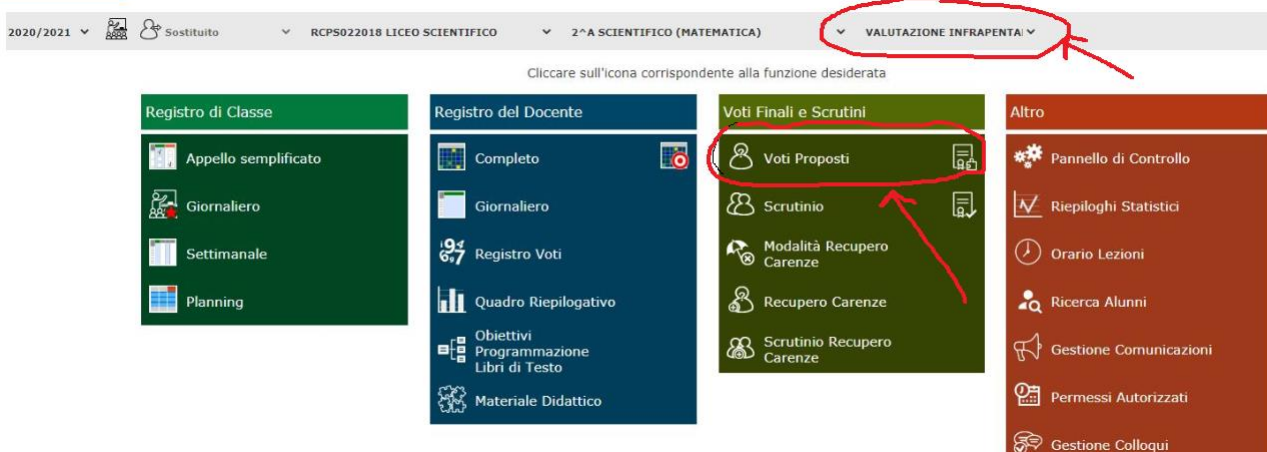 2020/2021
Sostituito
RCPS022018 LICEO SCIENTIFICO
2^A SCIENTIFICO (MATEMATICA)
VALUTAZIONE INFRAPENTA
Cliccare sull'icona corrispondente alla funzione desiderata
Registro di Classe
Appello semplificato
Giornaliero
Settimanale
Planning
Registro del Docente
Completo
Giornaliero
Registro Voti
Quadro Riepilogativo
Obiettivi
Programmazione
Libri di Testo
Materiale Didattico
Voti Finali e Scrutini
Voti Proposti
Scrutinio
Modalità Recupero
Carenze
Recupero Carenze
Scrutinio Recupero
Carenze
Altro
Pannello di Controllo
Riepiloghi Statistici
Orario Lezioni
Ricerca Alunni
Gestione Comunicazioni
Permessi Autorizzati
Gestione Colloqui